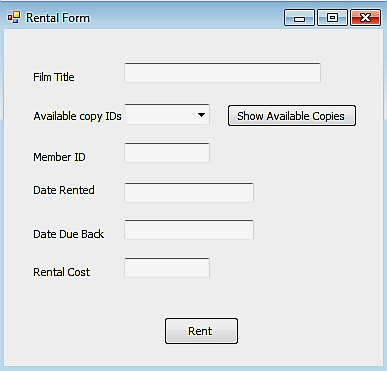 Rental Form
Film Title
Available copy IDs
Show Available Copies
Member ID
Date Rented
Date Due Back
Rental Cost
Rent